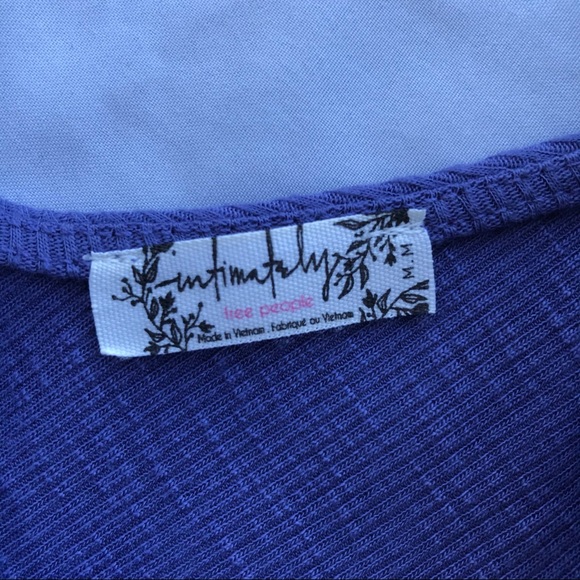 intimately
free people
Made in Vietnam . Fabriqué au Vietnam
M M